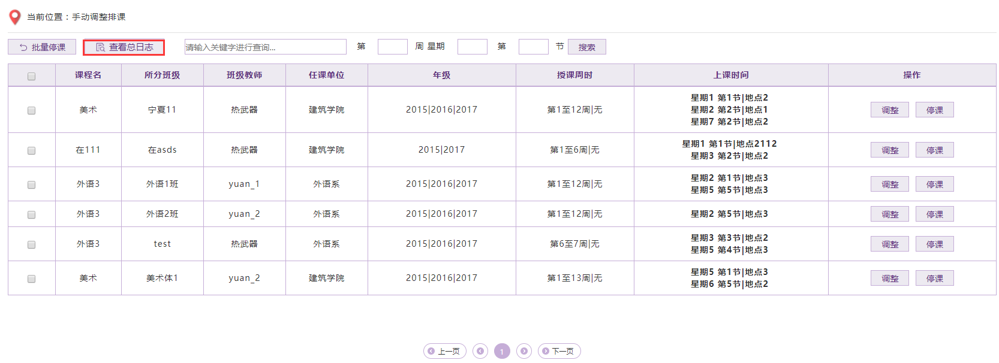 当前位置：手动调整排课
批量停课 查看总日志 请输入关键字进行查询... 第 周 星期 第 节 搜索
课程名 所分班级 班级教师 任课单位 年级 授课周时 上课时间 操作
美术 宁夏11 热武器 建筑学院 2015|2016|2017 第1至12周|无 星期1 第1节|地点2
星期2 第2节|地点1
星期7 第2节|地点2
调整 停课
在111 在asds 热武器 建筑学院 2015|2017 第1至6周|无 星期1 第1节|地点2112
星期3 第2节|地点2
调整 停课
外语3 外语1班 yuan_1 外语系 2015|2016|2017 第1至12周|无 星期2 第1节|地点3
星期5 第5节|地点3
调整 停课
外语3 外语2班 yuan_2 外语系 2015|2016|2017 第1至12周|无 星期2 第5节|地点3 调整 停课
外语3 test 热武器 外语系 2015|2016|2017 第6至7周|无 星期3 第3节|地点2
星期5 第4节|地点3
调整 停课
美术 美术体1 yuan_2 建筑学院 2015|2016|2017 第1至13周|无 星期5 第1节|地点3
星期6 第5节|地点2
调整 停课
上一页 1 下一页